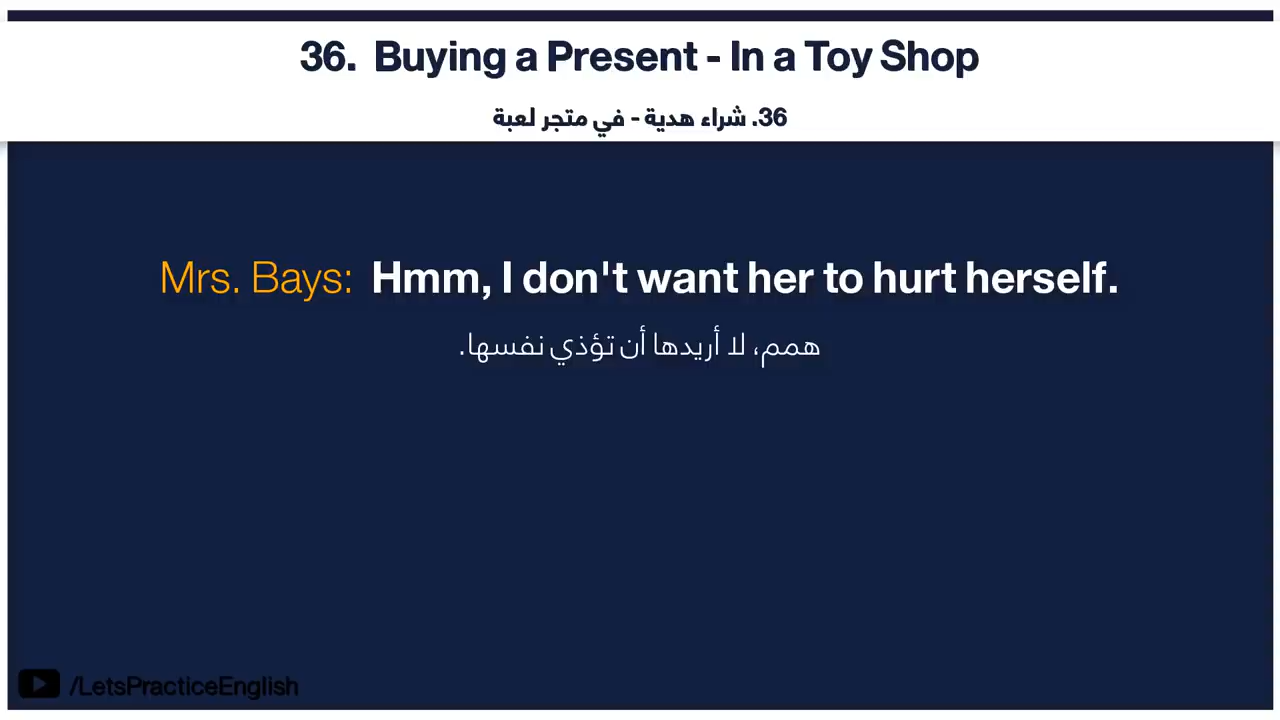 36. Buying a Present - In a Toy Shop
36. شراء هدية - في متجر لعبة
Mrs. Bays: Hmm, I don't want her to hurt herself.
همم، لا أريدها أن تؤذي نفسها.
/LetsPracticeEnglish